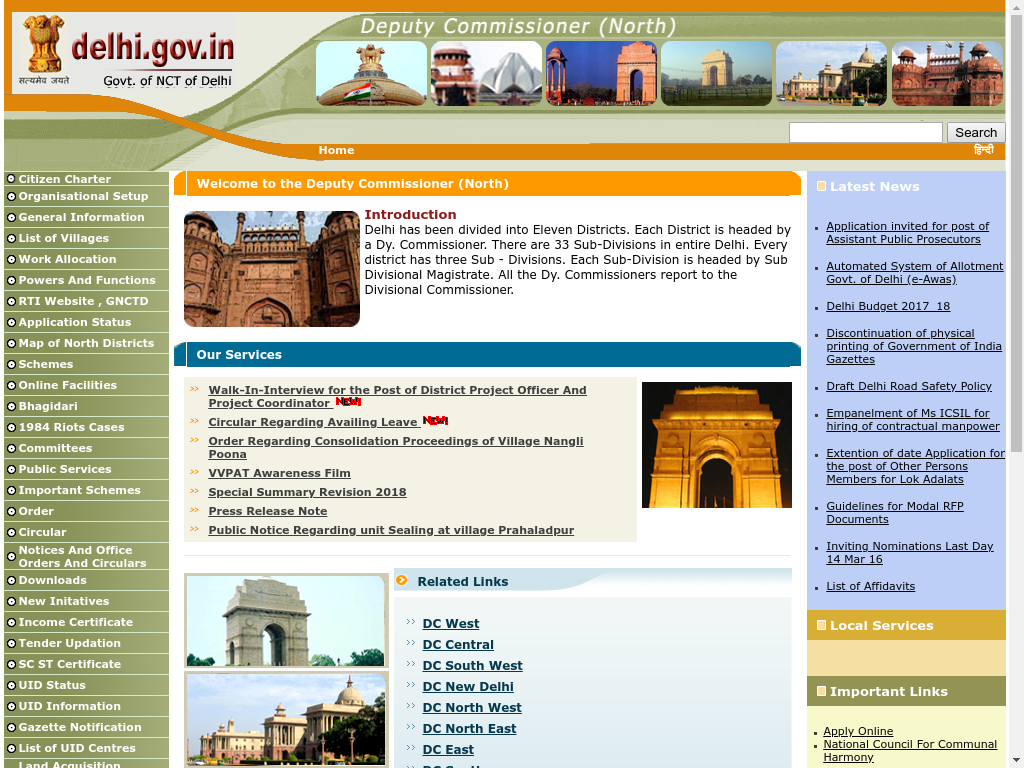 Deputy Commissioner (North)
सत्यमेव जयते
delhi.gov.in
Govt. of NCT of Delhi
Search
Home
हिन्दी
Citizen Charter
Organisational Setup
General Information
List of Villages
Work Allocation
Powers And Functions
RTI Website , GNCTD
Application Status
Map of North Districts
Schemes
Online Facilities
Bhagidari
1984 Riots Cases
Committees
Public Services
Important Schemes
Order
Circular
Notices And Office
Orders And Circulars
Downloads
New Initatives
Income Certificate
Tender Updation
SC ST Certificate
UID Status
UID Information
Gazette Notification
List of UID Centres
Land Acquisition
Welcome to the Deputy Commissioner (North)
Introduction
Delhi has been divided into Eleven Districts. Each District is headed by
a Dy. Commissioner. There are 33 Sub-Divisions in entire Delhi. Every
district has three Sub - Divisions. Each Sub-Division is headed by Sub
Divisional Magistrate. All the Dy. Commissioners report to the
Divisional Commissioner.
Our Services
Walk-In-Interview for the Post of District Project Officer And
Project Coordinator NEW
Circular Regarding Availing Leave NEW
Order Regarding Consolidation Proceedings of Village Nangli
Poona
VVPAT Awareness Film
Special Summary Revision 2018
Press Release Note
Public Notice Regarding unit Sealing at village Prahaladpur
Related Links
DC West
DC Central
DC South West
DC New Delhi
DC North West
DC North East
DC East
Latest News
Application invited for post of
Assistant Public Prosecutors
Automated System of Allotment
Govt. of Delhi (e-Awas)
Delhi Budget 2017_18
Discontinuation of physical
printing of Government of India
Gazettes
Draft Delhi Road Safety Policy
Empanelment of Ms ICSIL for
hiring of contractual manpower
Extention of date Application for
the post of Other Persons
Members for Lok Adalats
Guidelines for Modal RFP
Documents
Inviting Nominations Last Day
14 Mar 16
List of Affidavits
Local Services
Important Links
Apply Online
National Council For Communal
Harmony